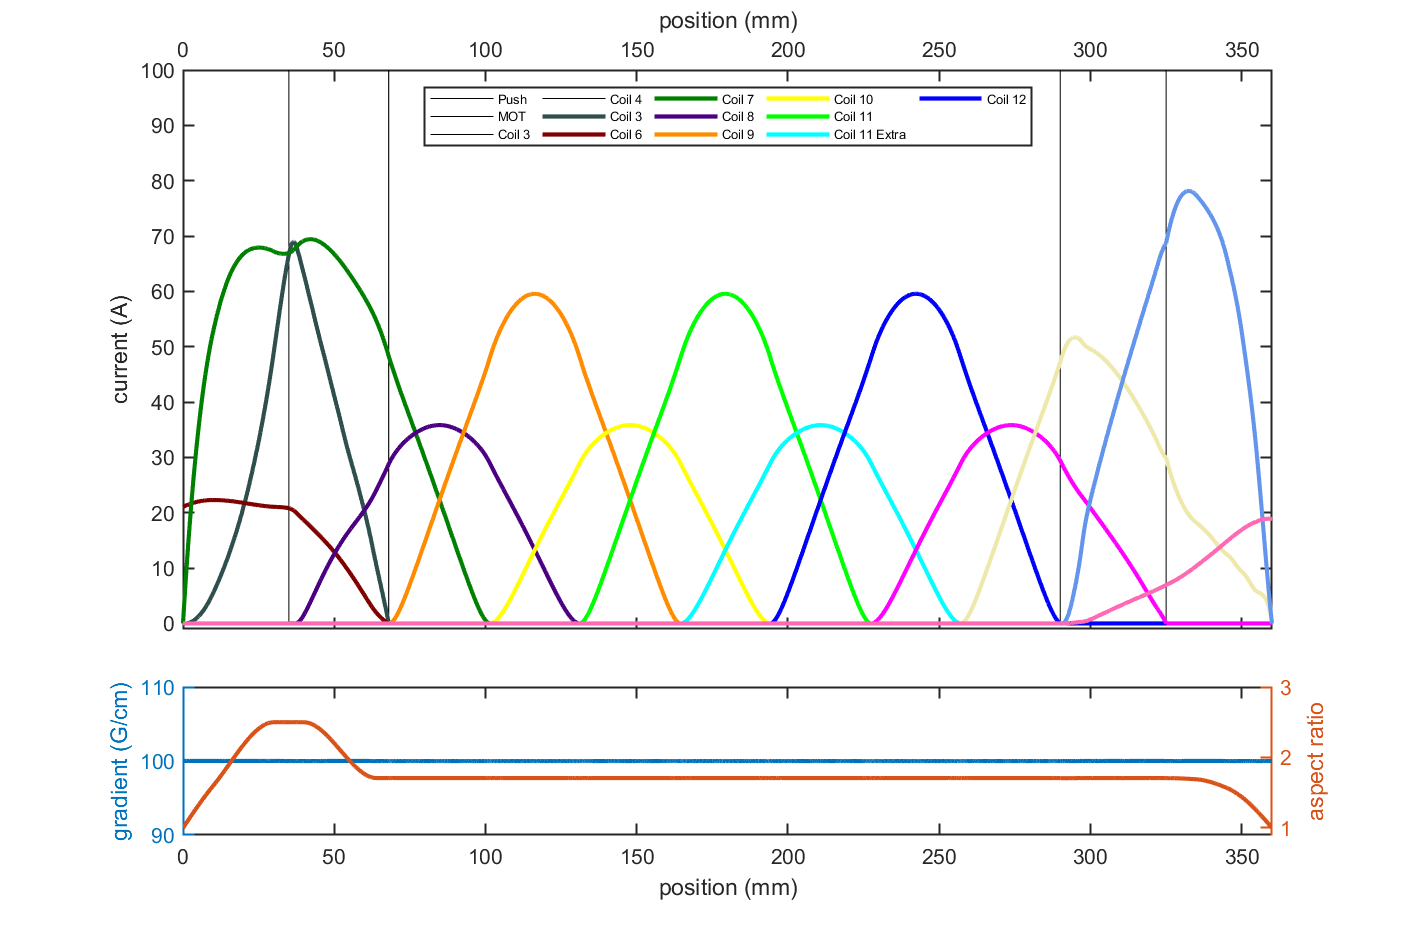 position (mm)
0 50 100 150 200 250 300 350
100
90
80
70
60
50
40
30
20
10
0
current (A)
Push Coil 4 Coil 7 Coil 10 Coil 12
MOT Coil 3 Coil 8 Coil 11
Coil 3 Coil 6 Coil 9 Coil 11 Extra
110
100
90
gradient (G/cm)
3
2
1
aspect ratio
0 50 100 150 200 250 300 350
position (mm)